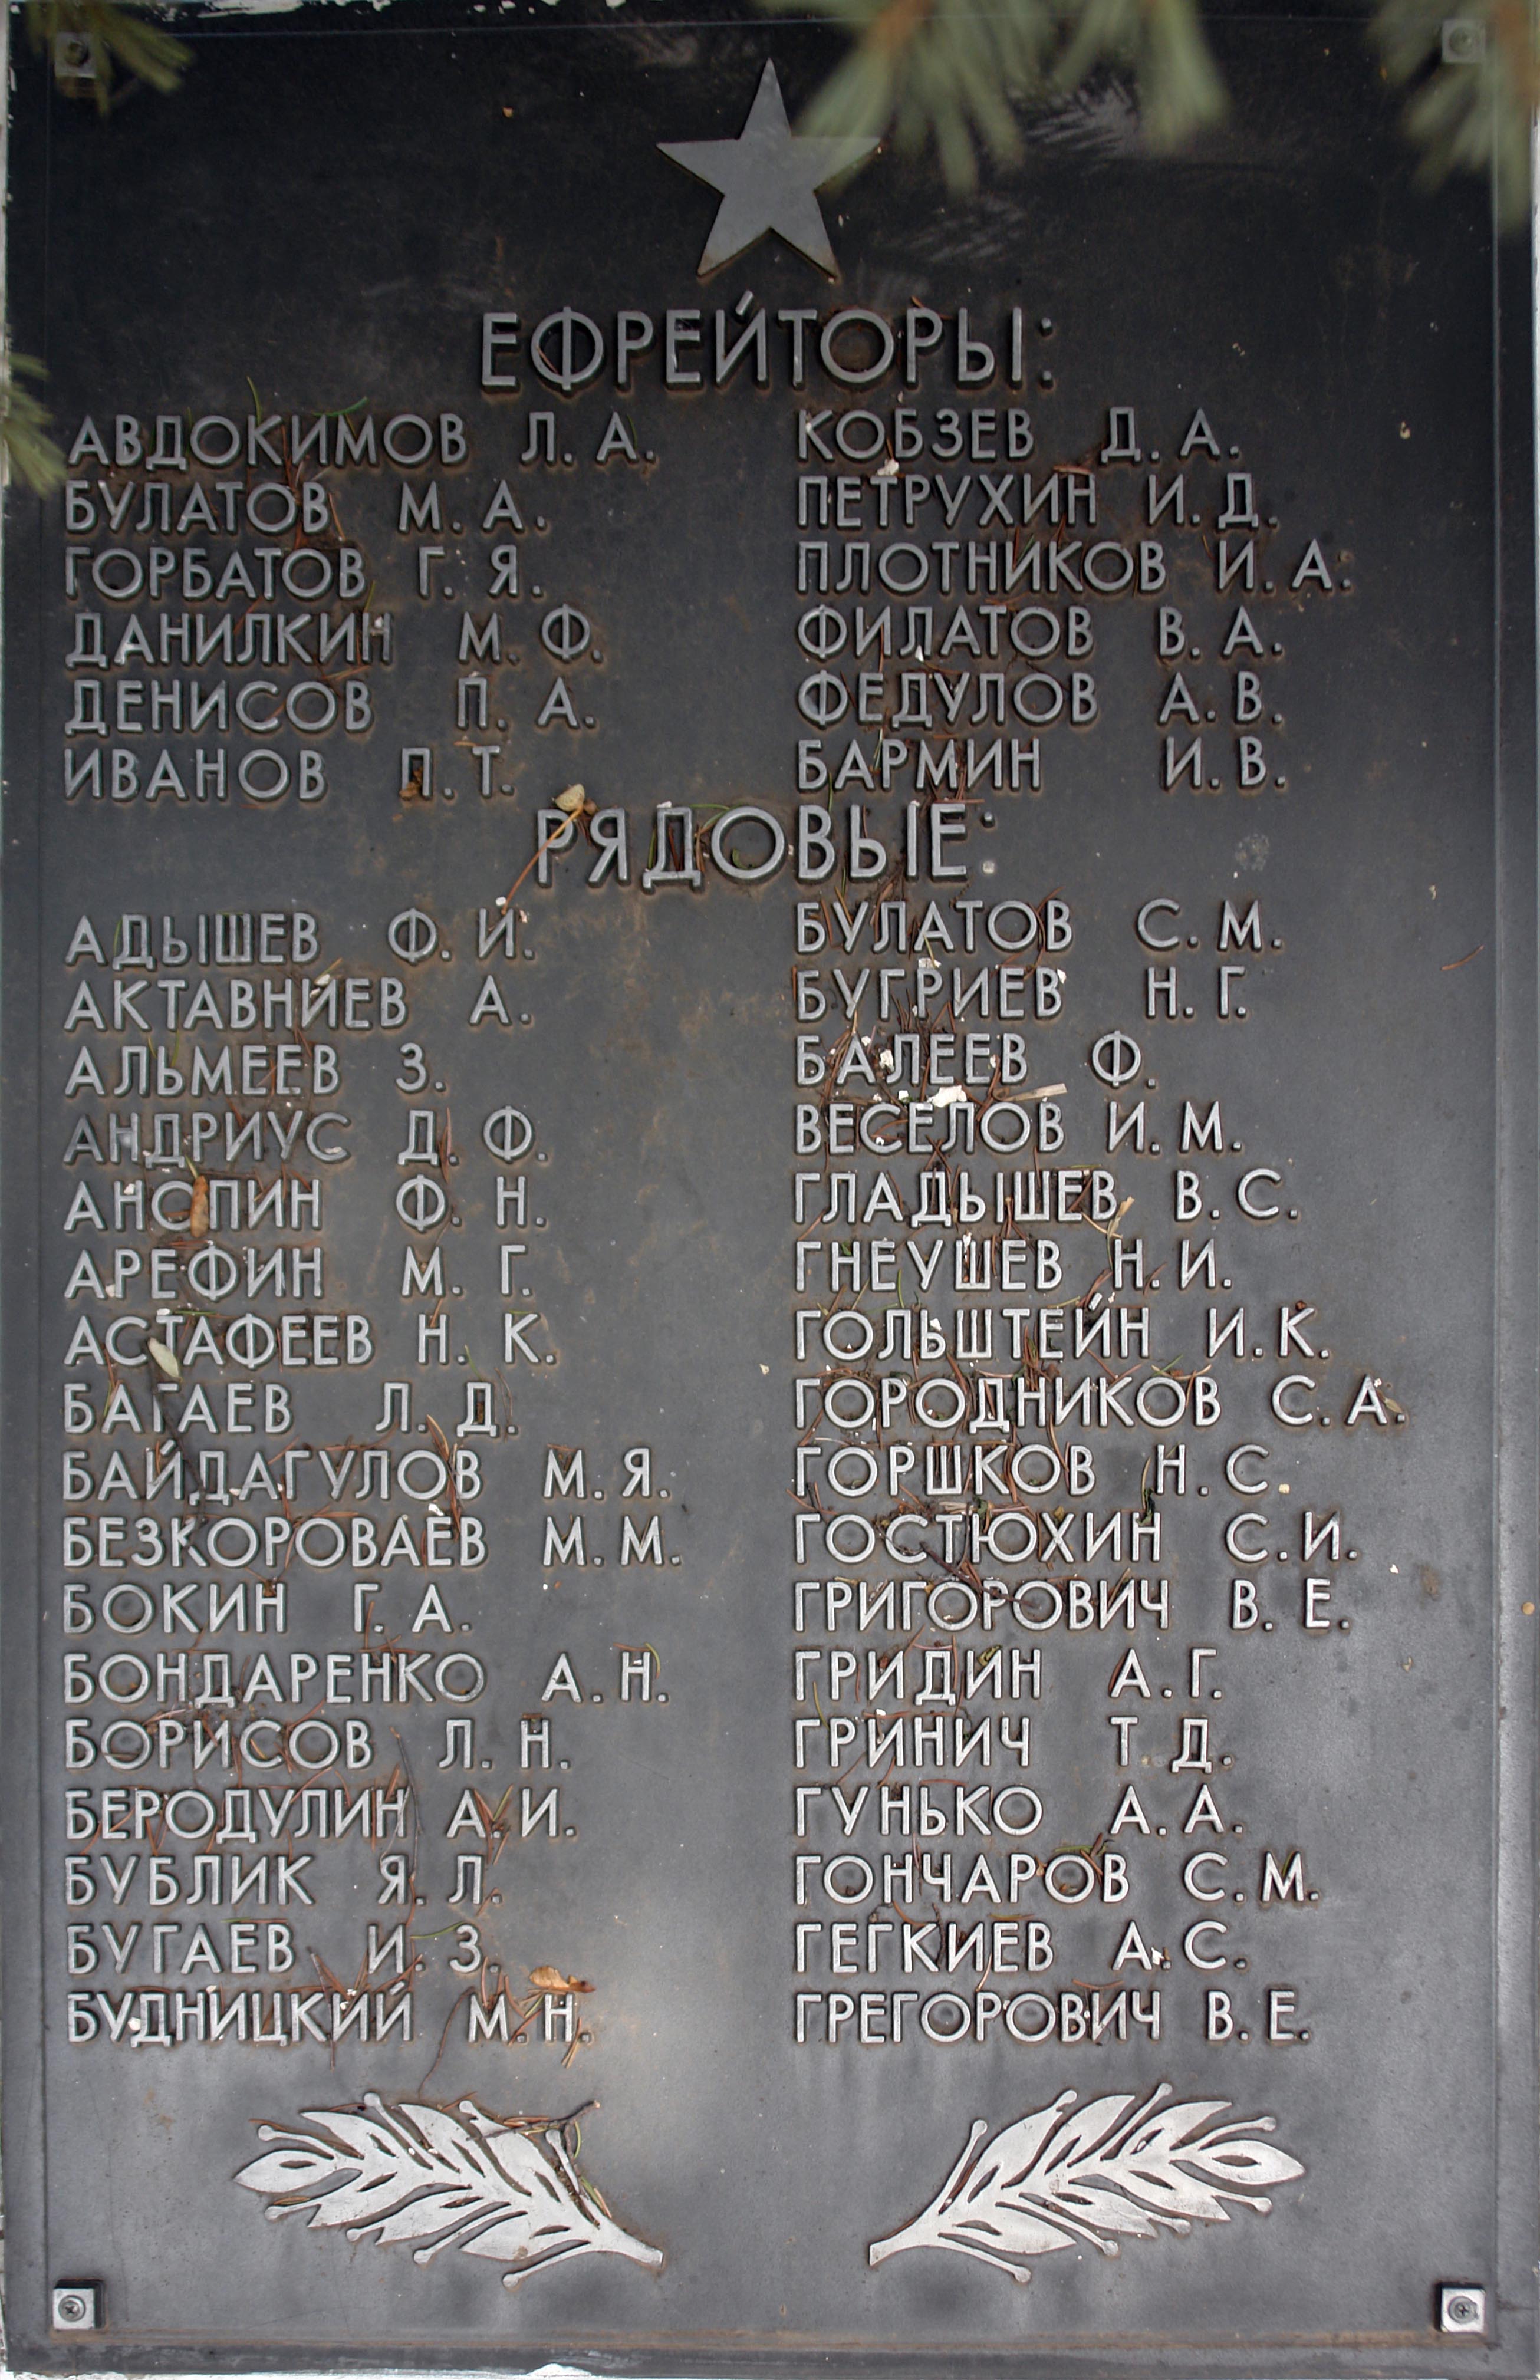 ЕФРЕЙТОРЫ:
АВДОКИМОВ Л. А.
БУЛАТОВ М. А.
ГОРБАТОВ Г. Я.
ДАНИЛКИН М. Ф.
ДЕНИСОВ П. А.
ИВАНОВ П. Т.
КОБЗЕВ Д. А.
ПЕТРУХИН И. Д.
ПЛОТНИКОВ И. А.
ФИЛАТОВ В. А.
ФЕДУЛОВ А. В.
БАРМИН И. В.
РЯДОВЫЕ:
АДЫШЕВ Ф. И.
АКТАВНИЕВ А.
АЛЬМЕЕВ З.
АНДРИУС Д. Ф.
АНОПИН Ф. Н.
АРЕФИН М. Г.
АСТАФЕЕВ Н. К.
БАГАЕВ Л. Д.
БАЙДАГУЛОВ М. Я.
БЕЗКОРОВАЕВ М. М.
БОКИН Г. А.
БОНДАРЕНКО А. Н.
БОРИСОВ Л. Н.
БЕРОДУЛИН А. И.
БУБЛИК Я. Л.
БУГАЕВ И. З.
БУДНИЦКИЙ М. Н.
БУЛАТОВ С. М.
БУГРИЕВ Н. Г.
БАЛЕЕВ Ф.
ВЕСЕЛОВ И. М.
ГЛАДЫШЕВ В. С.
ГНЕУШЕВ Н. И.
ГОЛЬШТЕЙН И. К.
ГОРОДНИКОВ С. А.
ГОРШКОВ Н. С.
ГОСТЮХИН С. И.
ГРИГОРОВИЧ В. Е.
ГРИДИН А. Г.
ГРИНИЧ Т Д.
ГУНЬКО А. А.
ГОНЧАРОВ С. М.
ГЕГКИЕВ А. С.
ГРЕГОРОВИЧ В. Е.